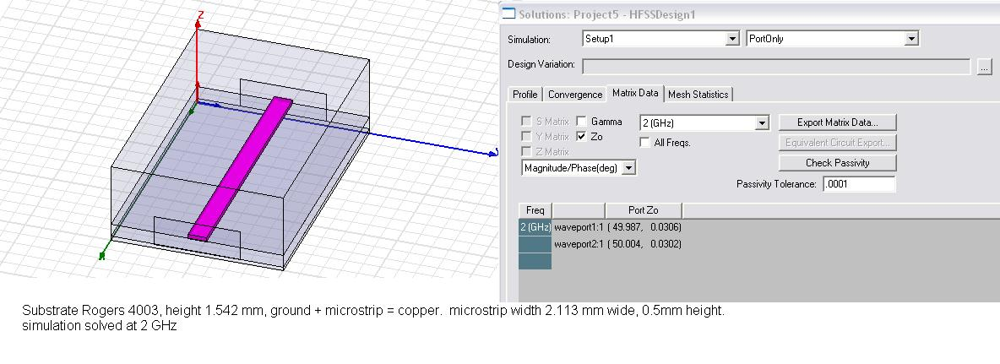 Z
Solutions: Project5 - HFSSDesign1
Simulation: Setup1 PortOnly
Design Variation: ...
Profile Convergence Matrix Data Mesh Statistics
S Matrix Gamma 2 (GHz) Export Matrix Data...
Y Matrix Zo All Freqs. Equivalent Circuit Export...
Z Matrix Check Passivity
Magnitude/Phase(deg) Passivity Tolerance: .0001
Freq Port Zo
2 (GHz) waveport1:1 ( 49.987, 0.0306)
waveport2:1 ( 50.004, 0.0302)
Substrate Rogers 4003, height 1.542 mm, ground + microstrip = copper. microstrip width 2.113 mm wide, 0.5mm height.
simulation solved at 2 GHz